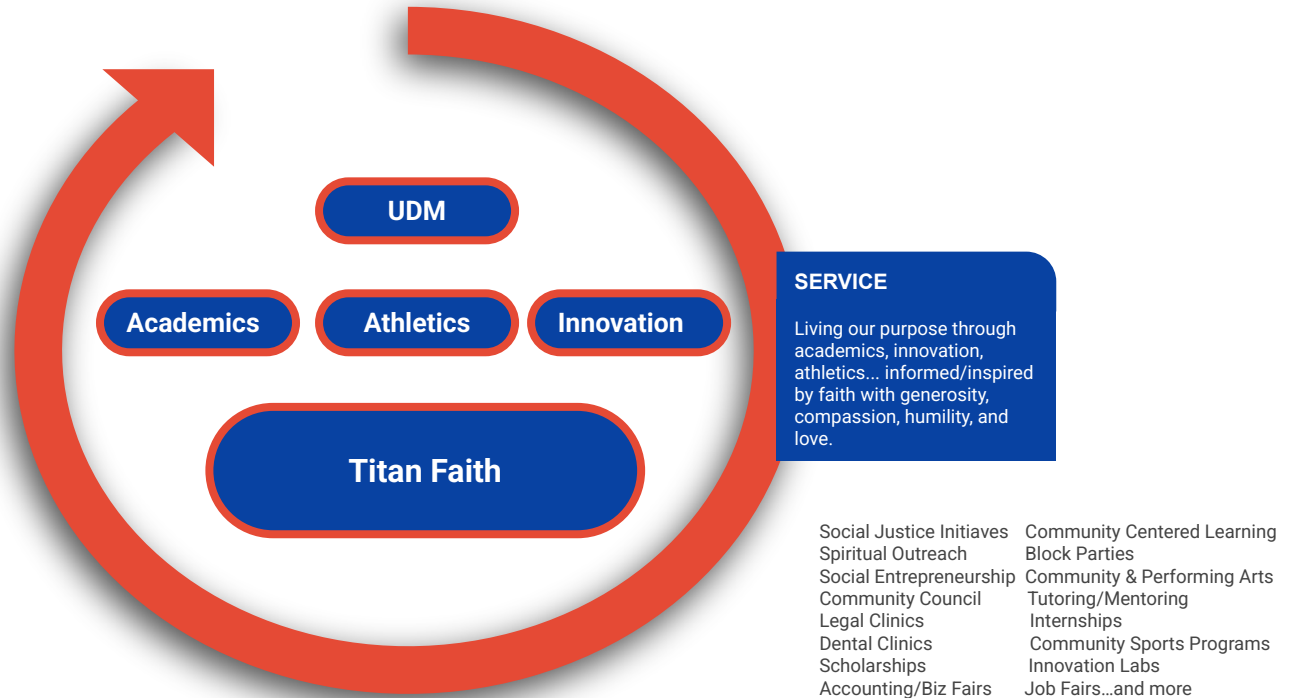 UDM
Academics
Athletics
Innovation
Titan Faith
SERVICE
Living our purpose through
academics, innovation,
athletics... informed/inspired
by faith with generosity,
compassion, humility, and
love.
Social Justice Initiaves Community Centered Learning
Spiritual Outreach Block Parties
Social Entrepreneurship Community & Performing Arts
Community Council Tutoring/Mentoring
Legal Clinics Internships
Dental Clinics Community Sports Programs
Scholarships Innovation Labs
Accounting/Biz Fairs Job Fairs...and more